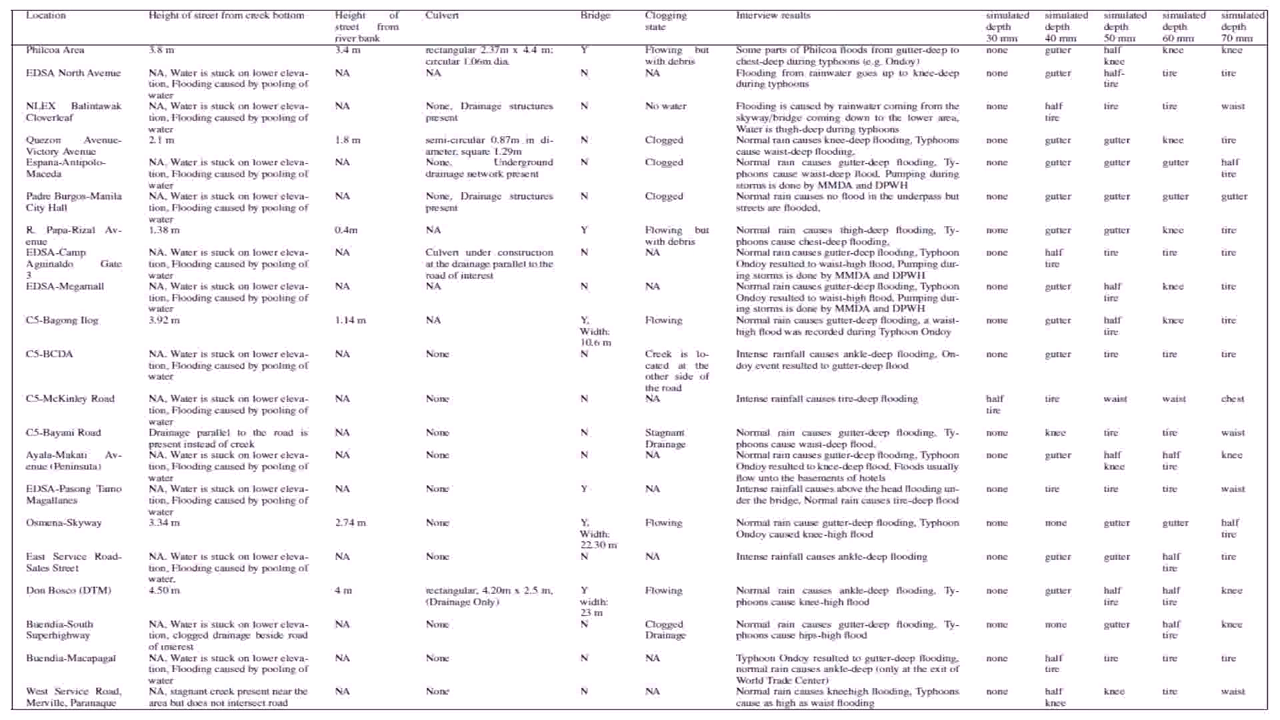 Location Height of street from creek bottom Height of street from river bank Culvert Bridge Clogging state Interview results simulated depth 30 mm simulated depth 40 mm simulated depth 50 mm simulated depth 60 mm simulated depth 70 mm
Philcoa Area 3.8 m 3.4 m rectangular 2.37m x 4.4 m; circular 1.06m dia. Y Flowing but with debris Some parts of Philcoa floods from gutter-deep to chest-deep during typhoons (e.g. Ondoy) none gutter half knee knee knee
EDSA North Avenue NA, Water is stuck on lower elevation, Flooding caused by pooling of water NA NA N NA Flooding from rainwater goes up to knee-deep during typhoons none gutter half-tire tire tire
NLEX Balintawak Cloverleaf NA, Water is stuck on lower elevation, Flooding caused by pooling of water NA None, Drainage structures present N No water Flooding is caused by rainwater coming from the skyway/bridge coming down to the lower area, Water is thigh-deep during typhoons none half tire tire tire waist
Quezon Avenue-Victory Avenue 2.1 m 1.8 m semi-circular 0.87m in diameter, square 1.29m N Clogged Normal rain causes knee-deep flooding, Typhoons cause waist-deep flooding, none gutter gutter knee tire
Espana-Antipolo-Maceda NA, Water is stuck on lower elevation, Flooding caused by pooling of water NA None, Underground drainage network present N Clogged Normal rain causes gutter-deep flooding, Typhoons cause waist-deep flood, Pumping during storms is done by MMDA and DPWH none gutter gutter gutter half tire
Padre Burgos-Manila City Hall NA, Water is stuck on lower elevation, Flooding caused by pooling of water NA None, Drainage structures present N Clogged Normal rain causes no flood in the underpass but streets are flooded, none gutter gutter gutter gutter
R. Papa-Rizal Avenue 1.38 m 0.4m NA Y Flowing but with debris Normal rain causes thigh-deep flooding, Typhoons cause chest-deep flooding, none gutter gutter knee tire
EDSA-Camp Aguinaldo Gate 3 NA, Water is stuck on lower elevation, Flooding caused by pooling of water NA Culvert under construction at the drainage parallel to the road of interest N NA Normal rain causes gutter-deep flooding, Typhoon Ondoy resulted to waist-high flood, Pumping during storms is done by MMDA and DPWH none half tire tire tire tire
EDSA-Megamall NA, Water is stuck on lower elevation, Flooding caused by pooling of water NA NA N NA Normal rain causes gutter-deep flooding, Typhoon Ondoy resulted to waist-high flood, Pumping during storms is done by MMDA and DPWH none gutter half tire knee tire
C5-Bagong Ilog 3.92 m 1.14 m NA Y, Width: 10.6 m Flowing Normal rain causes gutter-deep flooding, a waist-high flood was recorded during Typhoon Ondoy none gutter half tire knee tire
C5-BCDA NA, Water is stuck on lower elevation, Flooding caused by pooling of water NA None N Creek is located at the other side of the road Intense rainfall causes ankle-deep flooding, Ondoy event resulted to gutter-deep flood none gutter tire tire tire
C5-McKinley Road NA, Water is stuck on lower elevation, Flooding caused by pooling of water NA None N NA Intense rainfall causes tire-deep flooding half tire tire waist waist chest
C5-Bayani Road Drainage parallel to the road is present instead of creek NA None N Stagnant Drainage Normal rain causes gutter-deep flooding, Typhoons cause waist-deep flood, none knee tire tire waist
Ayala-Makati Avenue (Peninsula) NA, Water is stuck on lower elevation, Flooding caused by pooling of water NA None N NA Normal rain causes gutter-deep flooding, Typhoon Ondoy resulted to knee-deep flood, Floods usually flow unto the basements of hotels none gutter half knee half tire knee
EDSA-Pasong Tamo Magallanes NA, Water is stuck on lower elevation, Flooding caused by pooling of water NA None Y NA Intense rainfall causes above the head flooding under the bridge, Normal rain causes tire-deep flood none tire tire tire waist
Osmena-Skyway 3.34 m 2.74 m None Y, Width: 22.30 m Flowing Normal rain cause gutter-deep flooding, Typhoon Ondoy caused knee-high flood none none gutter gutter half tire
East Service Road-Sales Street NA, Water is stuck on lower elevation, Flooding caused by pooling of water, NA None N NA Intense rainfall causes ankle-deep flooding none gutter gutter half tire tire
Don Bosco (DTM) 4.50 m 4 m rectangular, 4.20m x 2.5 m, (Drainage Only) Y width: 23 m Flowing Normal rain causes ankle-deep flooding, Typhoons cause knee-high flood none gutter half tire half tire knee
Buendia-South Superhighway NA, Water is stuck on lower elevation, clogged drainage beside road of interest NA None N Clogged Drainage Normal rain causes gutter-deep flooding, Typhoons cause hips-high flood none none gutter half tire knee
Buendia-Macapagal NA, Water is stuck on lower elevation, Flooding caused by pooling of water NA None N NA Typhoon Ondoy resulted to gutter-deep flooding, normal rain causes ankle-deep (only at the exit of World Trade Center) none half tire tire tire tire
West Service Road, Merville, Paranaque NA, stagnant creek present near the area but does not intersect road NA None N NA Normal rain causes kneehigh flooding, Typhoons cause as high as waist flooding none half knee knee tire waist